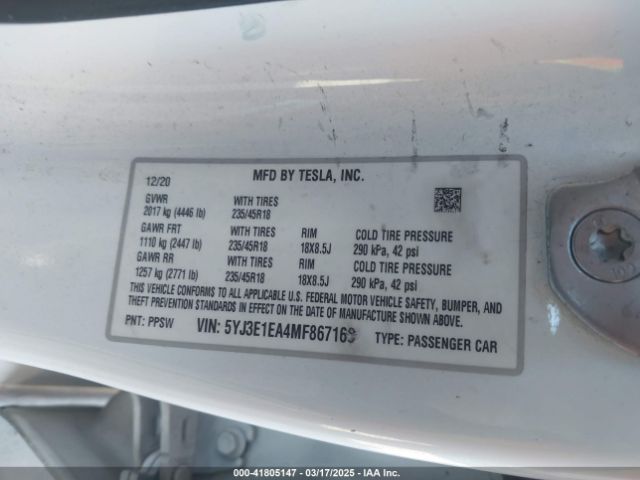 MFD BY TESLA, INC.
12/20
GVWR WITH TIRES
2017 kg (4446 lb) 235/45R18
GAWR FRT WITH TIRES RIM COLD TIRE PRESSURE
1110 kg (2447 lb) 235/45R18 18X8.5J 290 kPa, 42 psi
GAWR RR WITH TIRES RIM COLD TIRE PRESSURE
1257 kg (2771 lb) 235/45R18 18X8.5J 290 kPa, 42 psi
THIS VEHICLE CONFORMS TO ALL APPLICABLE U.S. FEDERAL MOTOR VEHICLE SAFETY, BUMPER, AND
THEFT PREVENTION STANDARDS IN EFFECT ON THE DATE OF MANUFACTURE SHOWN ABOVE.
PNT: PPSW VIN: TYPE: PASSENGER CAR
000-41805147 - 03/17/2025 - IAA Inc.